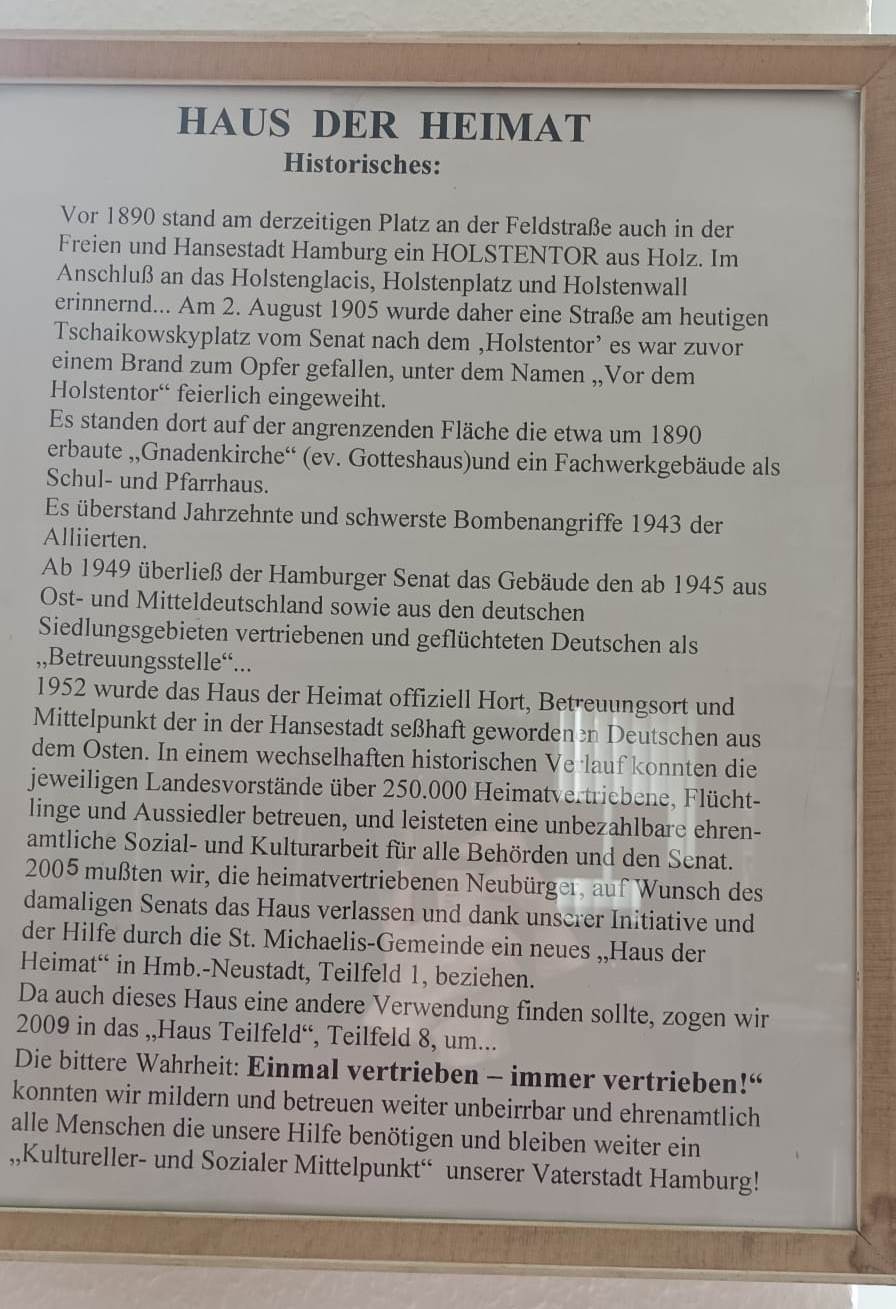 HAUS DER HEIMAT
Historisches:
Vor 1890 stand am derzeitigen Platz an der Feldstraße auch in der
Freien und Hansestadt Hamburg ein HOLSTENTOR aus Holz. Im
Anschluß an das Holstenglacis, Holstenplatz und Holstenwall
erinnernd... Am 2. August 1905 wurde daher eine Straße am heutigen
Tschaikowskyplatz vom Senat nach dem ‚Holstentor’ es war zuvor
einem Brand zum Opfer gefallen, unter dem Namen „Vor dem
Holstentor“ feierlich eingeweiht.
Es standen dort auf der angrenzenden Fläche die etwa um 1890
erbaute „Gnadenkirche“ (ev. Gotteshaus)und ein Fachwerkgebäude als
Schul- und Pfarrhaus.
Es überstand Jahrzehnte und schwerste Bombenangriffe 1943 der
Alliierten.
Ab 1949 überließ der Hamburger Senat das Gebäude den ab 1945 aus
Ost- und Mitteldeutschland sowie aus den deutschen
Siedlungsgebieten vertriebenen und geflüchteten Deutschen als
„Betreuungsstelle“...
1952 wurde das Haus der Heimat offiziell Hort, Betreuungsort und
Mittelpunkt der in der Hansestadt seßhaft gewordenen Deutschen aus
dem Osten. In einem wechselhaften historischen Verlauf konnten die
jeweiligen Landesvorstände über 250.000 Heimatvertriebene, Flücht-
linge und Aussiedler betreuen, und leisteten eine unbezahlbare ehren-
amtliche Sozial- und Kulturarbeit für alle Behörden und den Senat.
2005 mußten wir, die heimatvertriebenen Neubürger, auf Wunsch des
damaligen Senats das Haus verlassen und dank unserer Initiative und
der Hilfe durch die St. Michaelis-Gemeinde ein neues „Haus der
Heimat“ in Hmb.-Neustadt, Teilfeld 1, beziehen.
Da auch dieses Haus eine andere Verwendung finden sollte, zogen wir
2009 in das „Haus Teilfeld“, Teilfeld 8, um...
Die bittere Wahrheit: Einmal vertrieben – immer vertrieben!“
konnten wir mildern und betreuen weiter unbeirrbar und ehrenamtlich
alle Menschen die unsere Hilfe benötigen und bleiben weiter ein
„Kultureller- und Sozialer Mittelpunkt“ unserer Vaterstadt Hamburg!